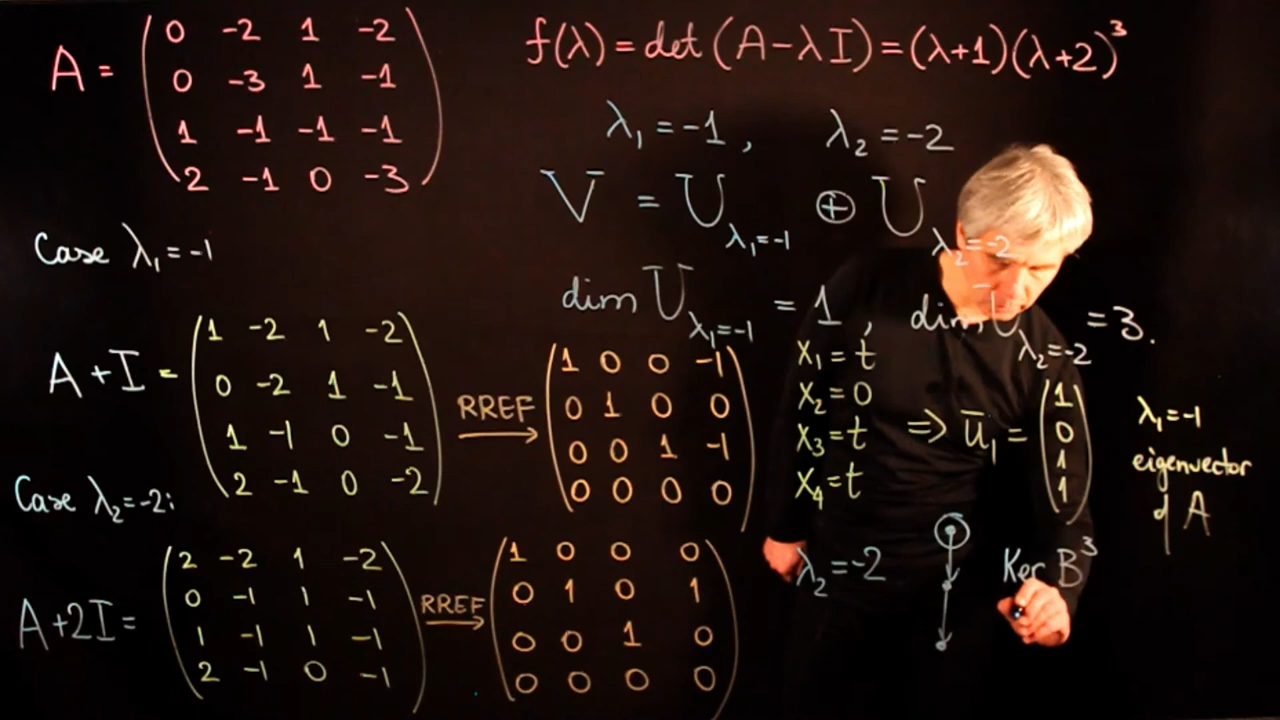 A = ( 0 -2 1 -2
0 -3 1 -1
1 -1 -1 -1
2 -1 0 -3 )
f(λ) = det (A-λI) = (λ+1)(λ+2)³
λ₁ = -1 , λ₂ = -2
V = U_{λ₁=-1} ⊕ U_{λ₂=-2}
dim U_{λ₁=-1} = 1 , dim U_{λ₂=-2} = 3.
Case λ₁ = -1
A+I = ( 1 -2 1 -2
0 -2 1 -1
1 -1 0 -1
2 -1 0 -2 )
RREF →
( 1 0 0 -1
0 1 0 0
0 0 1 -1
0 0 0 0 )
x₁ = t
x₂ = 0
x₃ = t
x₄ = t
⇒ ū₁ = ( 1
0
1
1 )
λ₁ = -1
eigenvector
of A
Case λ₂ = -2:
A+2I = ( 2 -2 1 -2
0 -1 1 -1
1 -1 1 -1
2 -1 0 -1 )
RREF →
( 1 0 0 0
0 1 0 1
0 0 1 0
0 0 0 0 )
λ₂ = -2
Ker B³